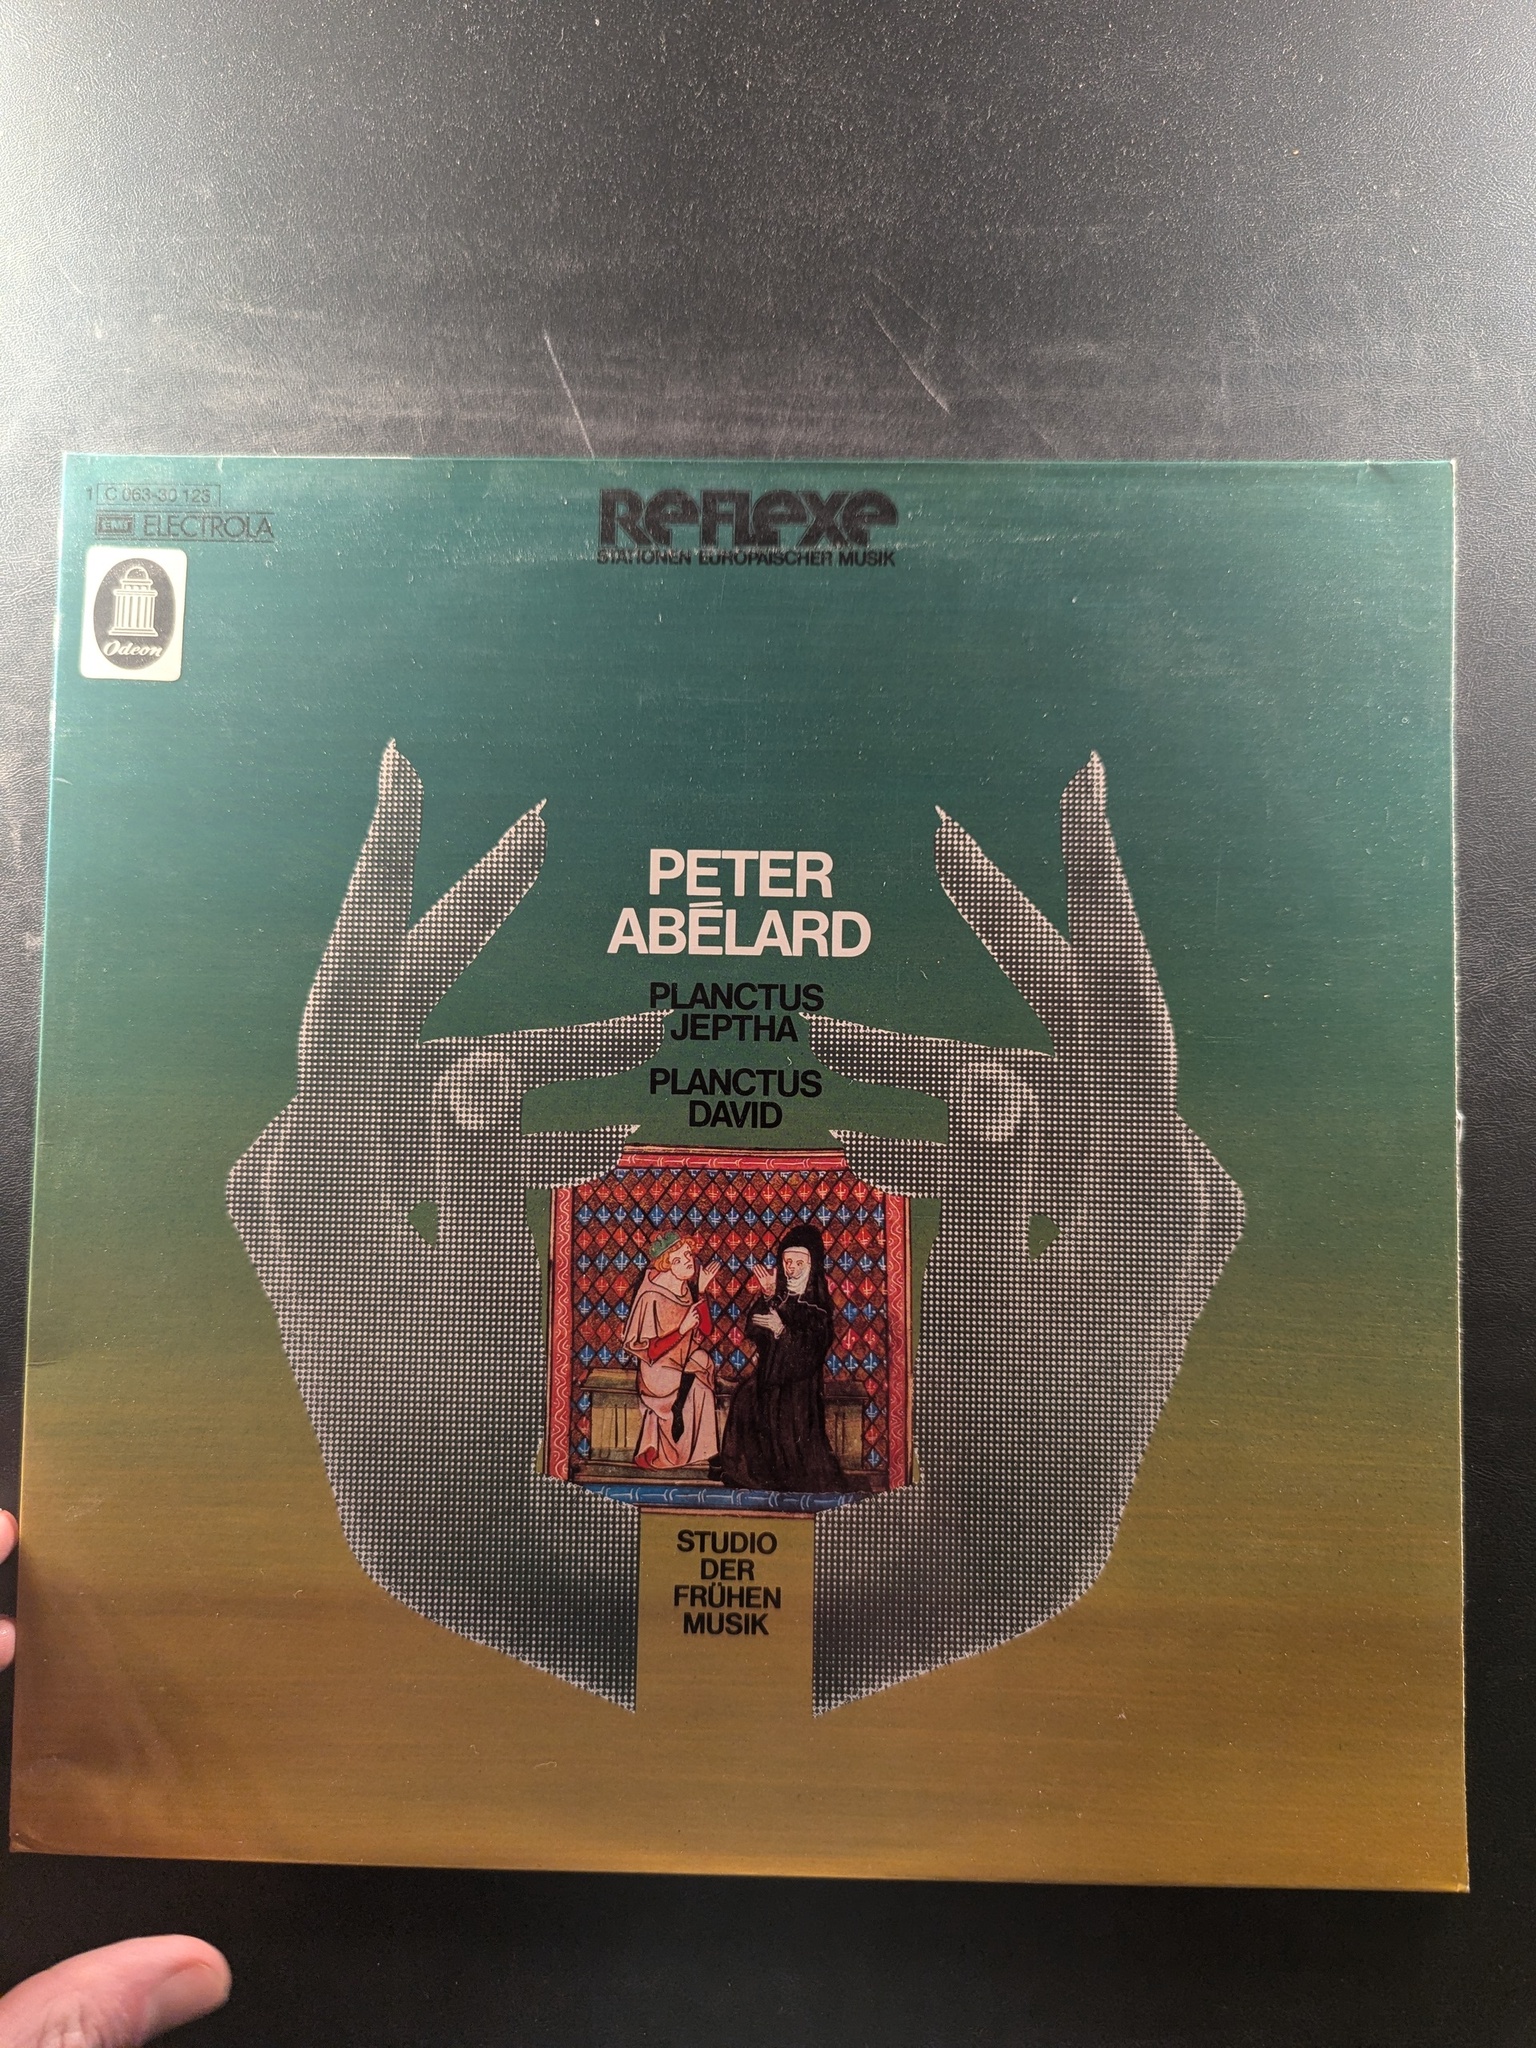 1 C 063-30 123
EMI ELECTROLA
Odeon
REFLEXE
STATIONEN EUROPÄISCHER MUSIK
PETER
ABÉLARD
PLANCTUS
JEPTHA
PLANCTUS
DAVID
STUDIO
DER
FRÜHEN
MUSIK